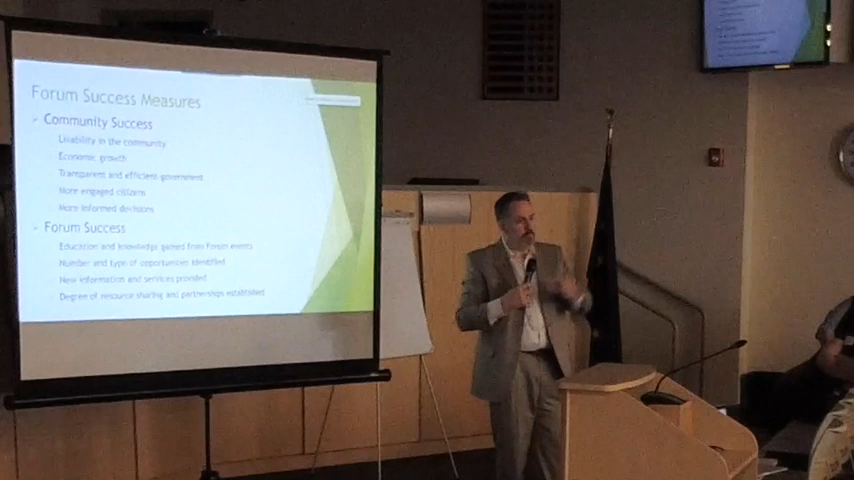 Forum Success Measures
Community Success
Livability in the community
Economic growth
Transparent and efficient government
More engaged citizens
More informed decisions
Forum Success
Education and knowledge gained from Forum events
Number and type of opportunities identified
New information and services provided
Degree of resource sharing and partnerships established